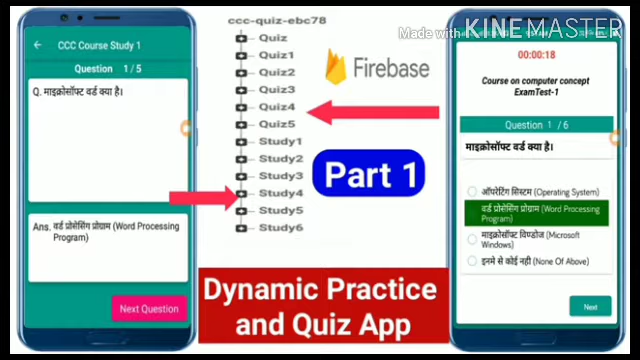 CCC Course Study 1
Question 1/5
Q. माइक्रोसॉफ्ट वर्ड क्या है।
Ans. वर्ड प्रोसेसिंग प्रोग्राम (Word Processing
Program)
Next Question
ccc-quiz-ebc78
Quiz
Quiz1
Quiz2
Quiz3
Quiz4
Quiz5
Study1
Study2
Study3
Study4
Study5
Study6
Firebase
Part 1
Dynamic Practice
and Quiz App
Made with KINEMASTER
00:00:18
Course on computer concept
ExamTest-1
Question 1 / 6
माइक्रोसॉफ्ट वर्ड क्या है।
ऑपरेटिंग सिस्टम (Operating System)
वर्ड प्रोसेसिंग प्रोग्राम (Word Processing
Program)
माइक्रोसॉफ्ट विण्डोज (Microsoft
Windows)
इनमे से कोई नही (None Of Above)
Next